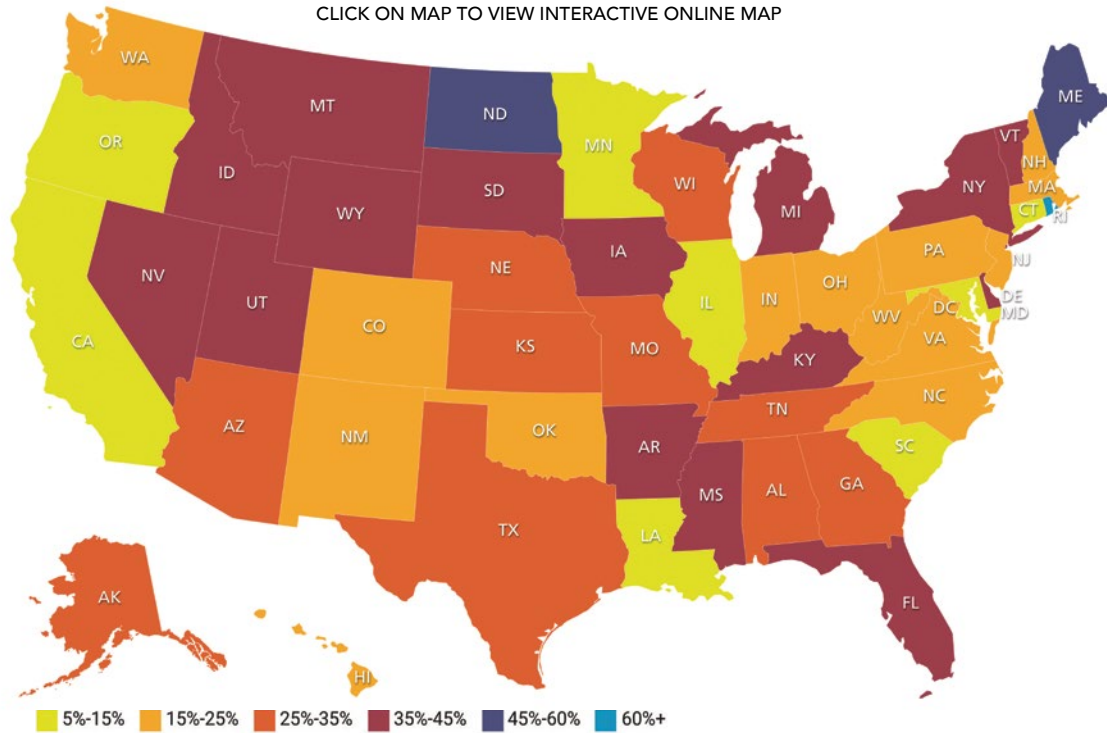 CLICK ON MAP TO VIEW INTERACTIVE ONLINE MAP
WA
MT
ND
MN
ME
OR
ID
SD
WI
VT
NH
WY
MI
NY
MA
CT
RI
NV
UT
NE
IA
PA
NJ
CA
CO
IL
IN
OH
DE
DC
MD
KS
MO
WV
VA
KY
AZ
NM
OK
TN
NC
AR
SC
MS
AL
GA
TX
LA
AK
FL
HI
5%-15% 15%-25% 25%-35% 35%-45% 45%-60% 60%+